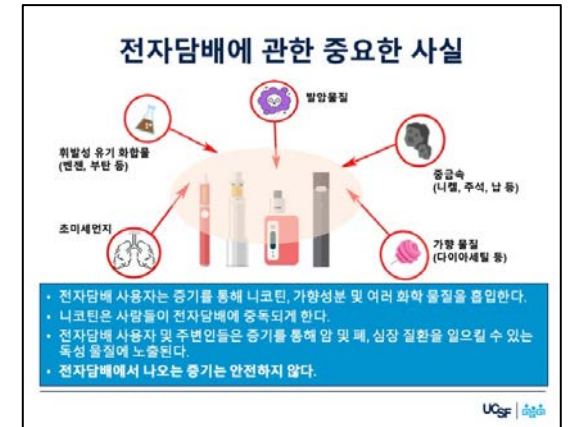 전자담배에 관한 중요한 사실
발암물질
휘발성 유기 화합물
(벤젠, 부탄 등)
중금속
(니켈, 주석, 납 등)
초미세먼지
가향 물질
(다이아세틸 등)
• 전자담배 사용자는 증기를 통해 니코틴, 가향성분 및 여러 화학 물질을 흡입한다.
• 니코틴은 사람들이 전자담배에 중독되게 한다.
• 전자담배 사용자 및 주변인들은 증기를 통해 암 및 폐, 심장 질환을 일으킬 수 있는
독성 물질에 노출된다.
• 전자담배에서 나오는 증기는 안전하지 않다.
UCSF